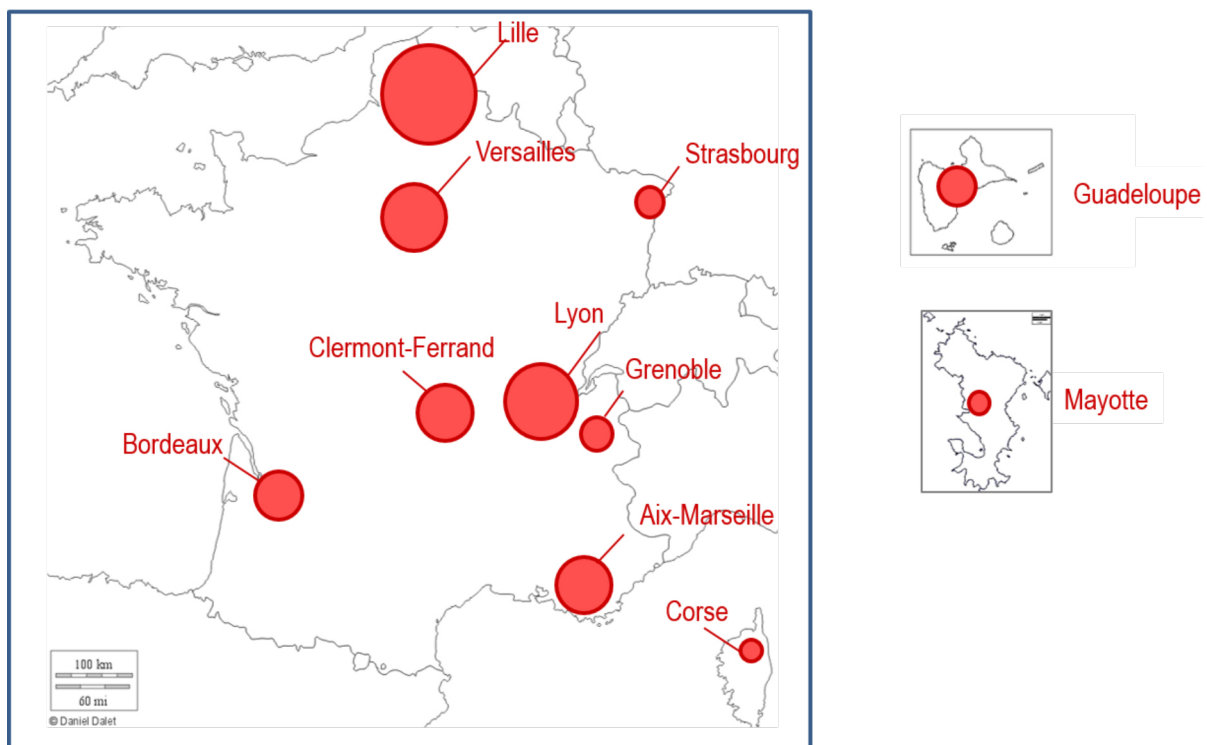 Lille
Versailles
Strasbourg
Guadeloupe
Lyon
Clermont-Ferrand
Grenoble
Mayotte
Bordeaux
Aix-Marseille
Corse
100 km
60 mi
© Daniel Dalet